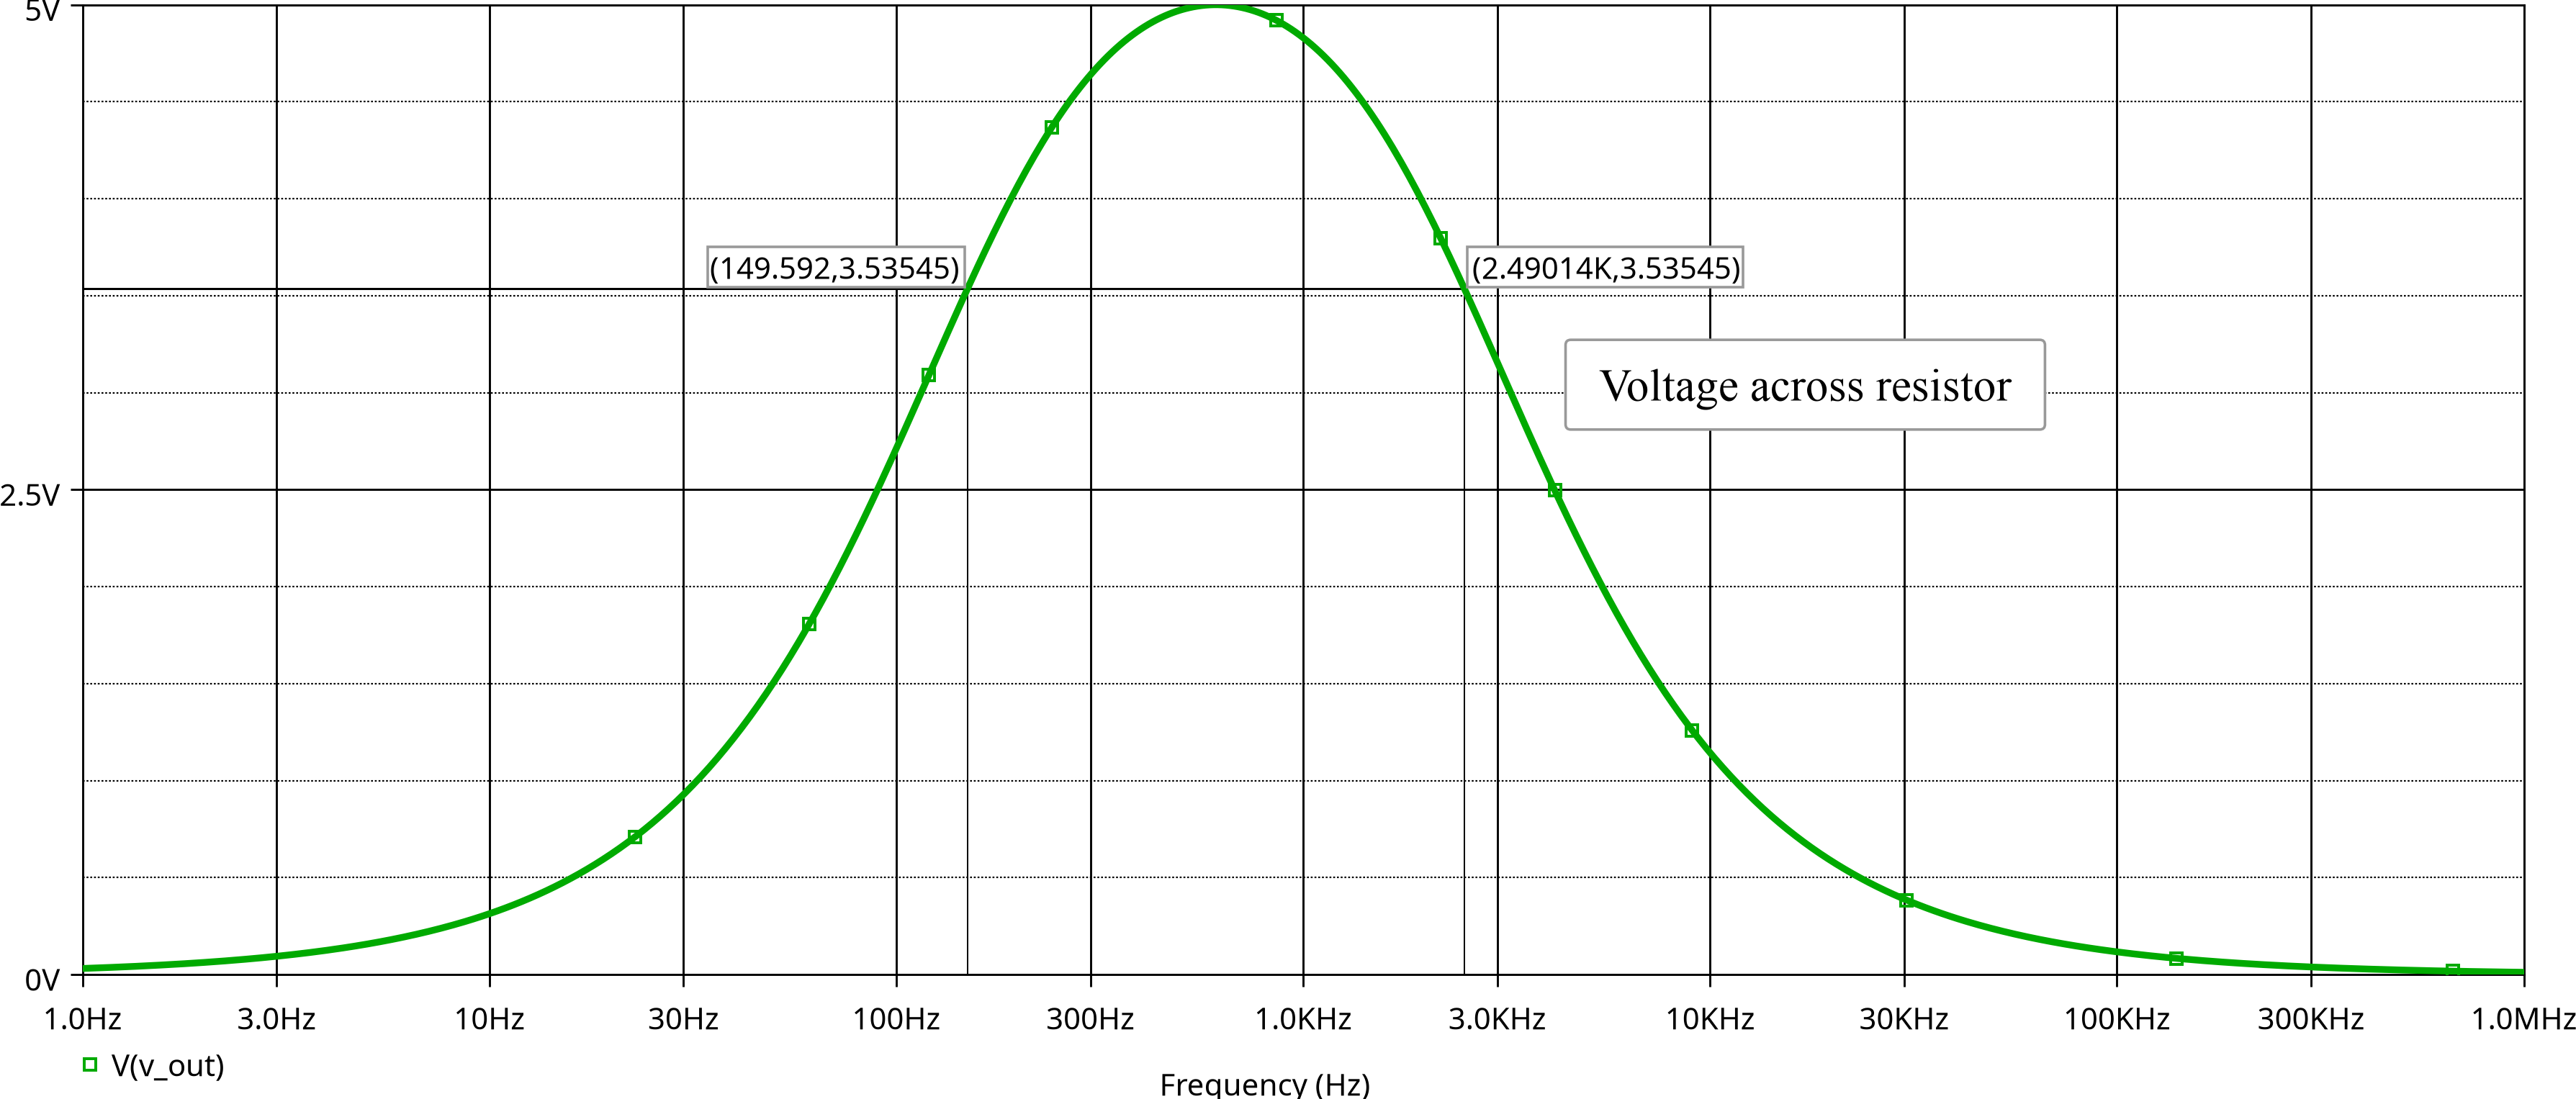 5V
(149.592,3.53545)
(2.49014K,3.53545)
Voltage across resistor
2.5V
0V
1.0Hz 3.0Hz 10Hz 30Hz 100Hz 300Hz 1.0KHz 3.0KHz 10KHz 30KHz 100KHz 300KHz 1.0MHz
V(v_out)
Frequency (Hz)